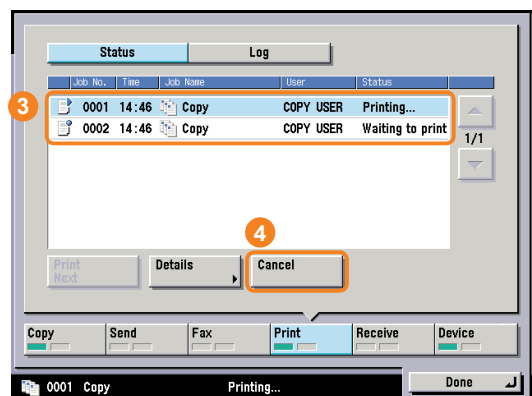 Status Log
Job No. Time Job Name User Status
3
0001 14:46 Copy COPY USER Printing...
0002 14:46 Copy COPY USER Waiting to print
1/1
4
Print Next Details Cancel
Copy Send Fax Print Receive Device
0001 Copy Printing... Done